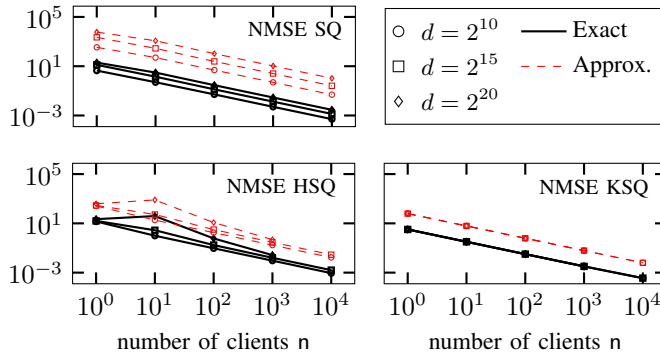 NMSE SQ
10^5
10^1
10^-3
d = 2^10
d = 2^15
d = 2^20
Exact
Approx.
NMSE HSQ
10^5
10^1
10^-3
10^0 10^1 10^2 10^3 10^4
number of clients n
NMSE KSQ
10^0 10^1 10^2 10^3 10^4
number of clients n